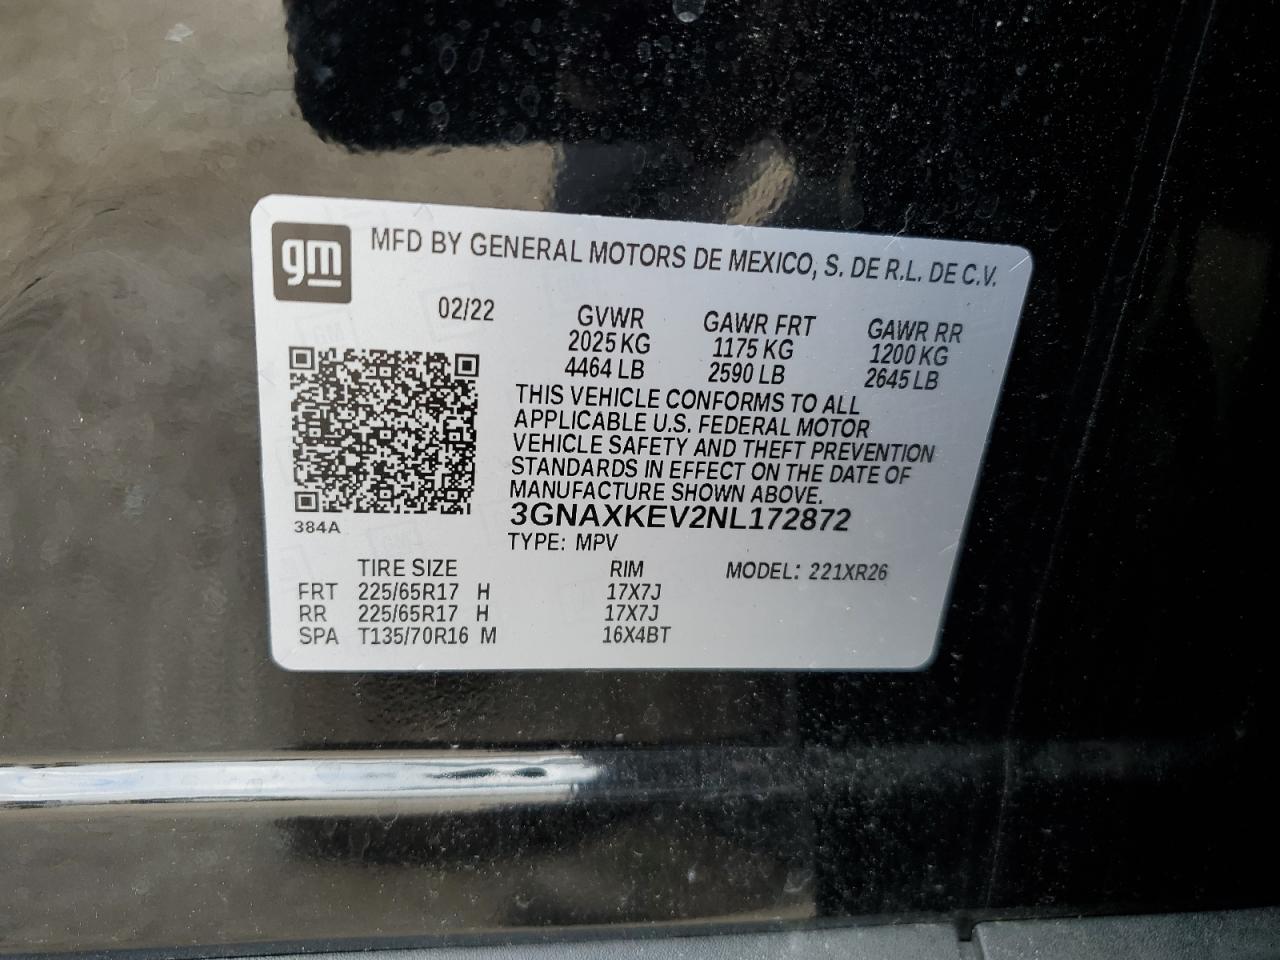 gm
MFD BY GENERAL MOTORS DE MEXICO, S. DE R.L. DE C.V.
02/22 GVWR GAWR FRT GAWR RR
2025 KG 1175 KG 1200 KG
4464 LB 2590 LB 2645 LB
THIS VEHICLE CONFORMS TO ALL
APPLICABLE U.S. FEDERAL MOTOR
VEHICLE SAFETY AND THEFT PREVENTION
STANDARDS IN EFFECT ON THE DATE OF
MANUFACTURE SHOWN ABOVE.
384A 3GNAXKEV2NL172872
TYPE: MPV
TIRE SIZE RIM MODEL: 221XR26
FRT 225/65R17 H 17X7J
RR 225/65R17 H 17X7J
SPA T135/70R16 M 16X4BT